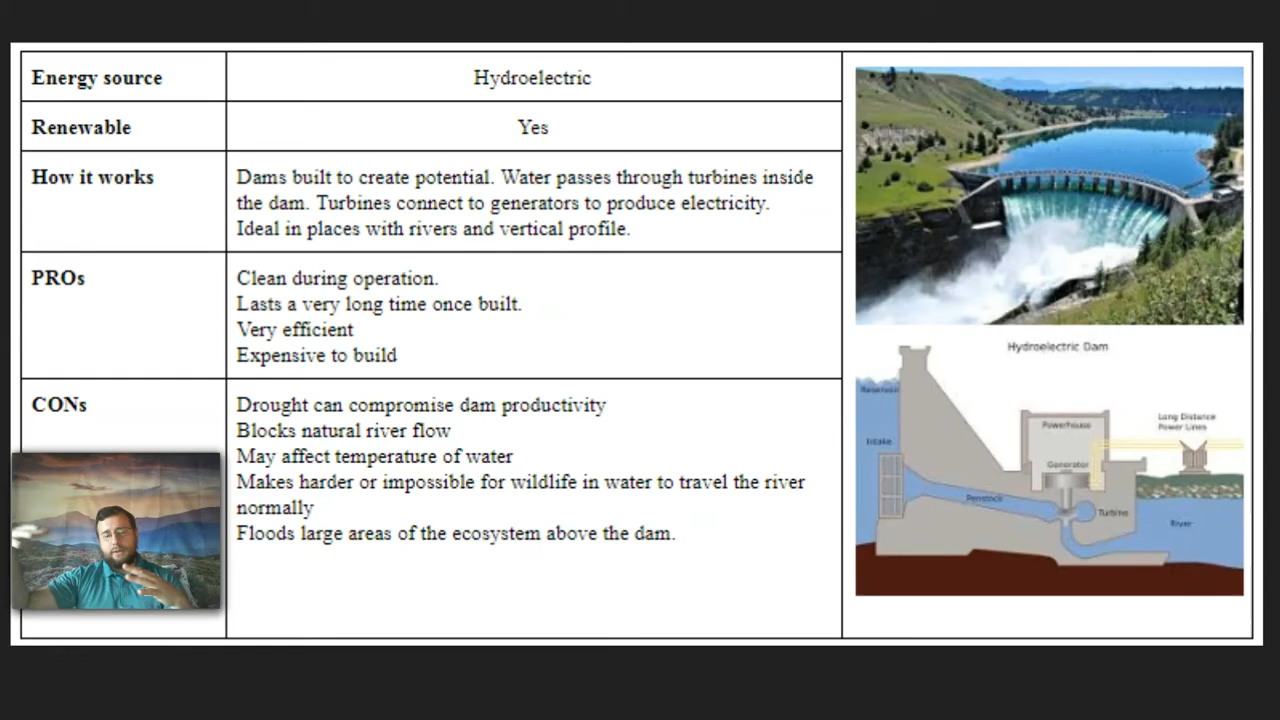 Energy source
Hydroelectric
Renewable
Yes
How it works
Dams built to create potential. Water passes through turbines inside
the dam. Turbines connect to generators to produce electricity.
Ideal in places with rivers and vertical profile.
PROs
Clean during operation.
Lasts a very long time once built.
Very efficient
Expensive to build
CONs
Drought can compromise dam productivity
Blocks natural river flow
May affect temperature of water
Makes harder or impossible for wildlife in water to travel the river
normally
Floods large areas of the ecosystem above the dam.
Hydroelectric Dam
Reservoir
Intake
Penstock
Powerhouse
Generator
Turbine
Long Distance
Power Lines
River